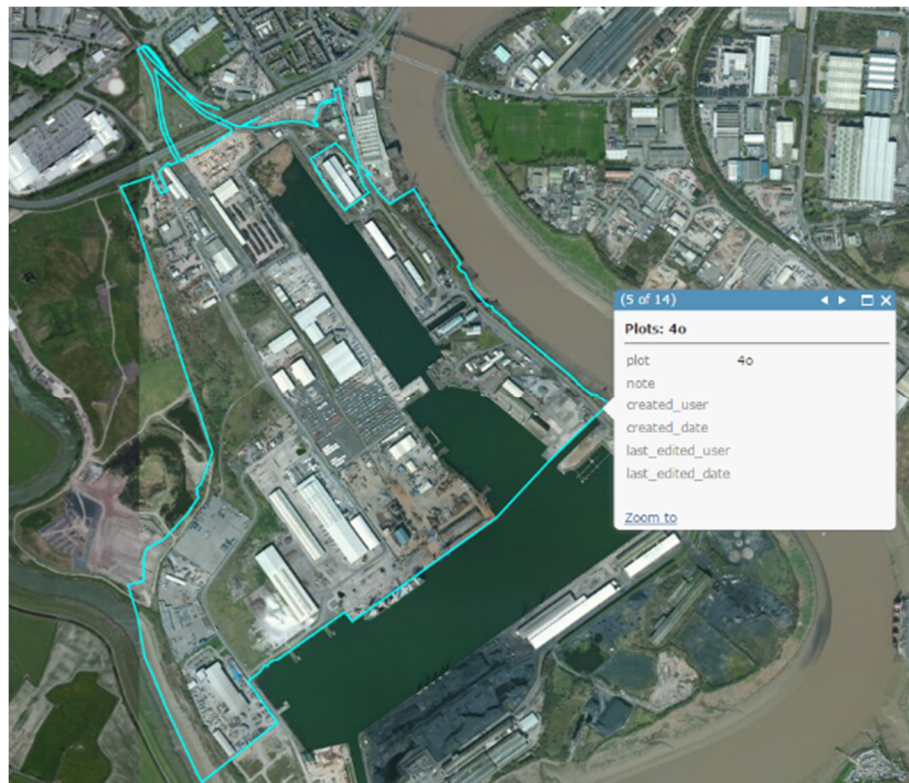 (5 of 14)
Plots: 4o
plot 4o
note
created_user
created_date
last_edited_user
last_edited_date
Zoom to